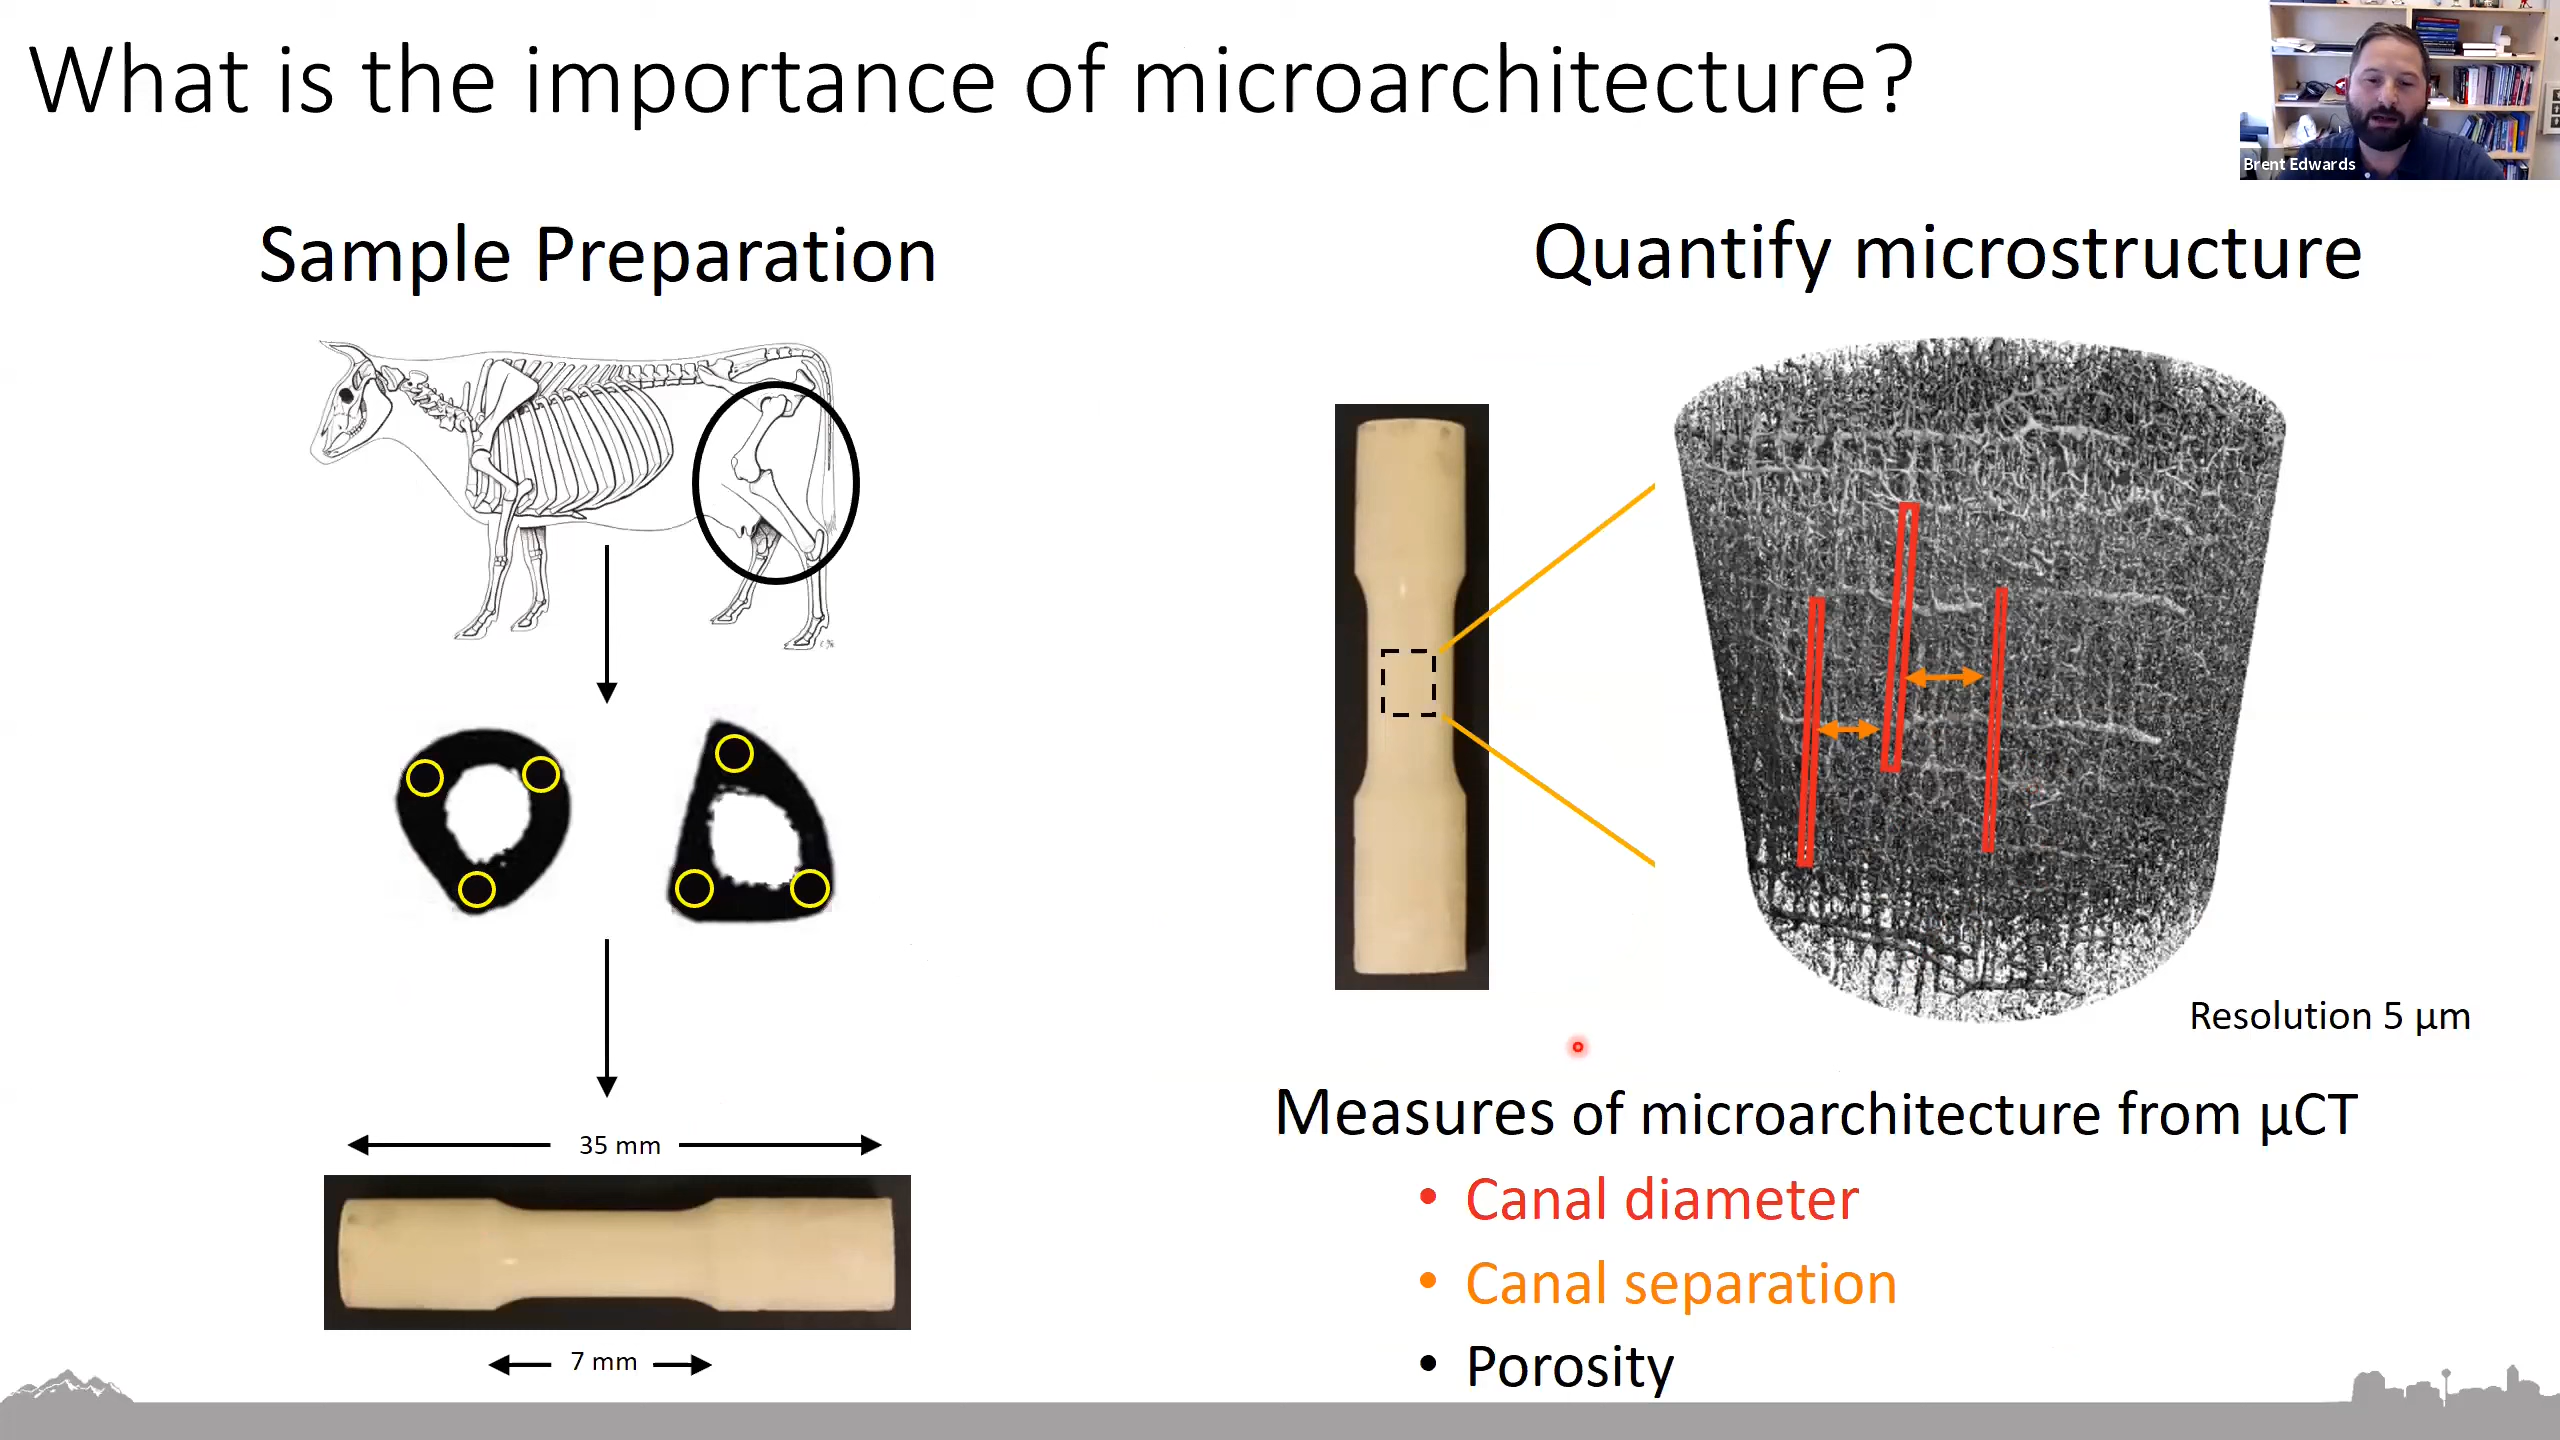 What is the importance of microarchitecture?
Brent Edwards
Sample Preparation
35 mm
7 mm
Quantify microstructure
Resolution 5 µm
Measures of microarchitecture from µCT
• Canal diameter
• Canal separation
• Porosity